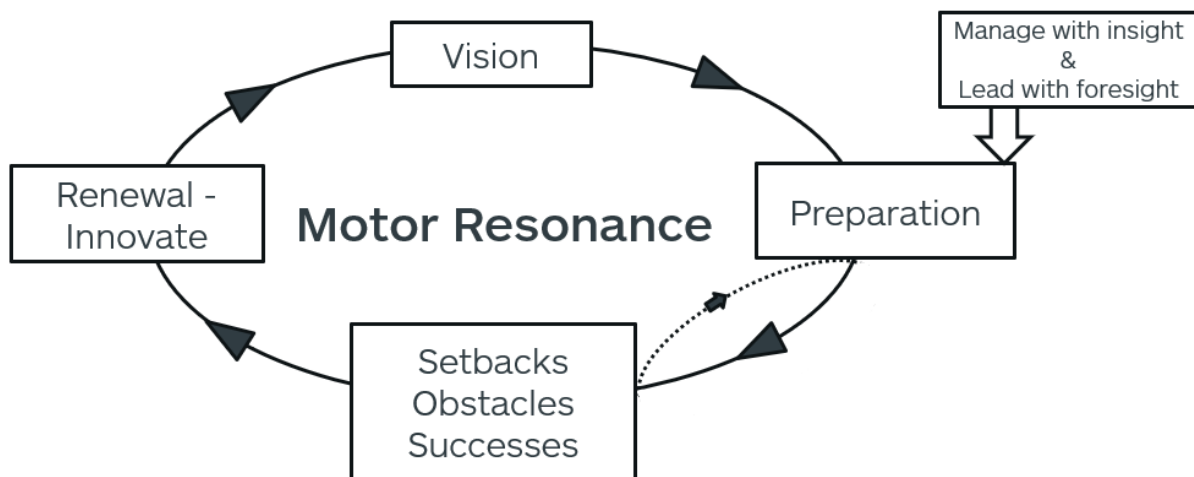 Vision
Manage with insight
&
Lead with foresight
Renewal -
Innovate
Motor Resonance
Preparation
Setbacks
Obstacles
Successes